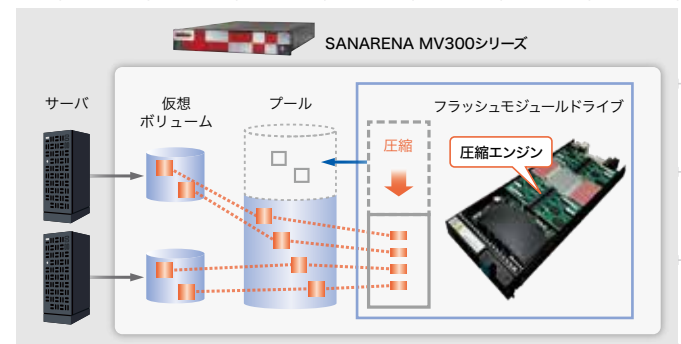 SANARENA MV300シリーズ
サーバ
仮想
ボリューム
プール
フラッシュモジュールドライブ
圧縮
圧縮エンジン